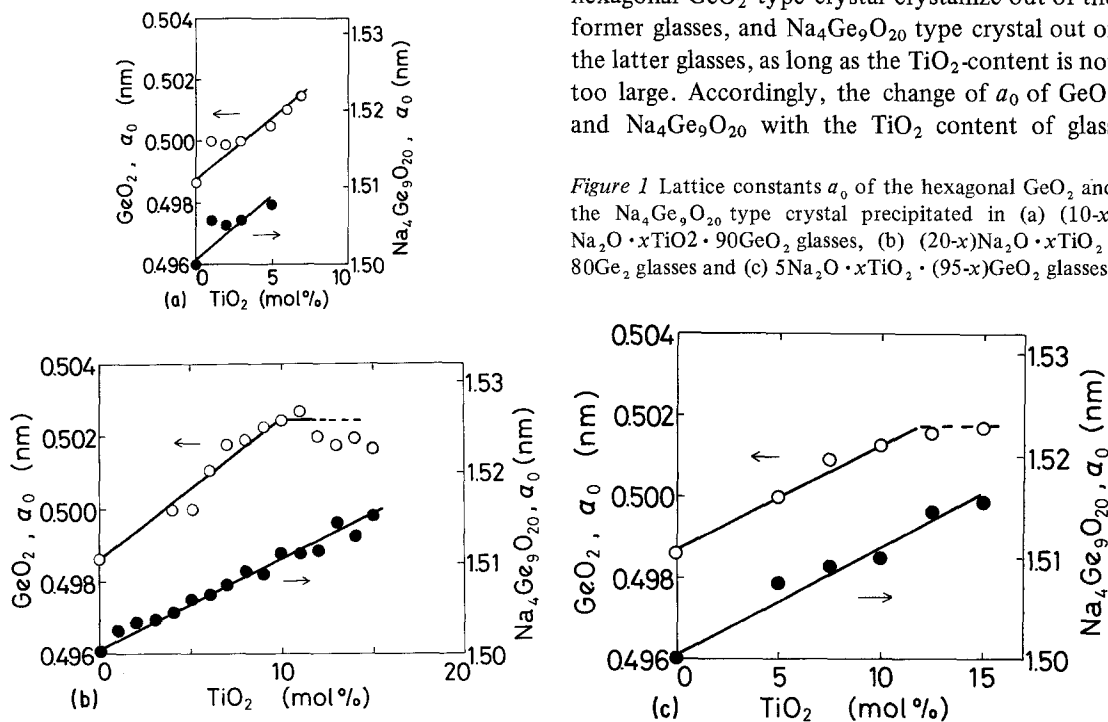 hexagonal GeO₂ type crystal crystallize out of the
former glasses, and Na₄Ge₉O₂₀ type crystal out of
the latter glasses, as long as the TiO₂-content is no
too large. Accordingly, the change of a₀ of GeO
and Na₄Ge₉O₂₀ with the TiO₂ content of glass
Figure 1 Lattice constants a₀ of the hexagonal GeO₂ and
the Na₄Ge₉O₂₀ type crystal precipitated in (a) (10-x
Na₂O·xTiO2·90GeO₂ glasses, (b) (20-x)Na₂O·xTiO₂
80Ge₂ glasses and (c) 5Na₂O·xTiO₂·(95-x)GeO₂ glasses
GeO₂, a₀ (nm)
0.504
0.502
0.500
0.498
0.496
0 5 10
(a) TiO₂ (mol%)
1.53
1.52
1.51
1.50
Na₄Ge₉O₂₀, a₀ (nm)
GeO₂, a₀ (nm)
0.504
0.502
0.500
0.498
0.496
0 10 20
(b) TiO₂ (mol%)
1.53
1.52
1.51
1.50
Na₄Ge₉O₂₀, a₀ (nm)
GeO₂, a₀ (nm)
0.504
0.502
0.500
0.498
0.496
0 5 10 15
(c) TiO₂ (mol%)
1.53
1.52
1.51
1.50
Na₄Ge₉O₂₀, a₀ (nm)